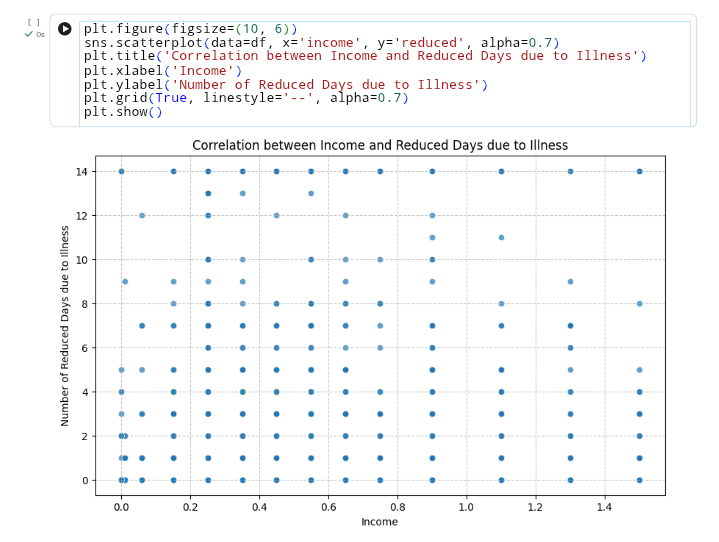 [ ]
0s
plt.figure(figsize=(10, 6))
sns.scatterplot(data=df, x='income', y='reduced', alpha=0.7)
plt.title('Correlation between Income and Reduced Days due to Illness')
plt.xlabel('Income')
plt.ylabel('Number of Reduced Days due to Illness')
plt.grid(True, linestyle='--', alpha=0.7)
plt.show()
Correlation between Income and Reduced Days due to Illness
Number of Reduced Days due to Illness
14
12
10
8
6
4
2
0
0.0 0.2 0.4 0.6 0.8 1.0 1.2 1.4
Income